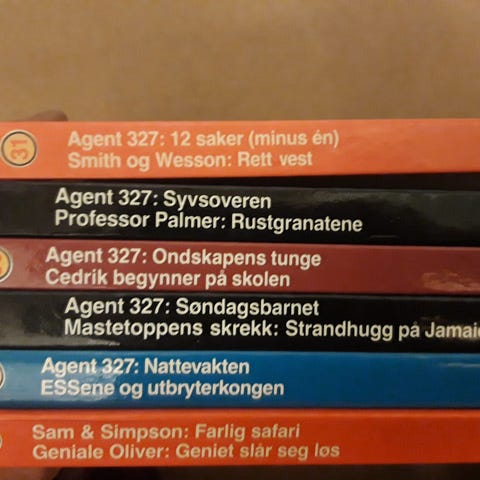 31
Agent 327: 12 saker (minus én)
Smith og Wesson: Rett vest
Agent 327: Syvsoveren
Professor Palmer: Rustgranatene
Agent 327: Ondskapens tunge
Cedrik begynner på skolen
Agent 327: Søndagsbarnet
Mastetoppens skrekk: Strandhugg på Jamaic
Agent 327: Nattevakten
ESSene og utbryterkongen
Sam & Simpson: Farlig safari
Geniale Oliver: Geniet slår seg løs